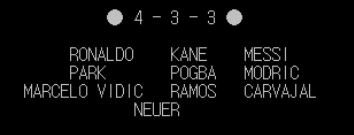 ● 4 - 3 - 3 ●
RONALDO KANE MESSI
PARK POGBA MODRIC
MARCELO VIDIC RAMOS CARVAJAL
NEUER